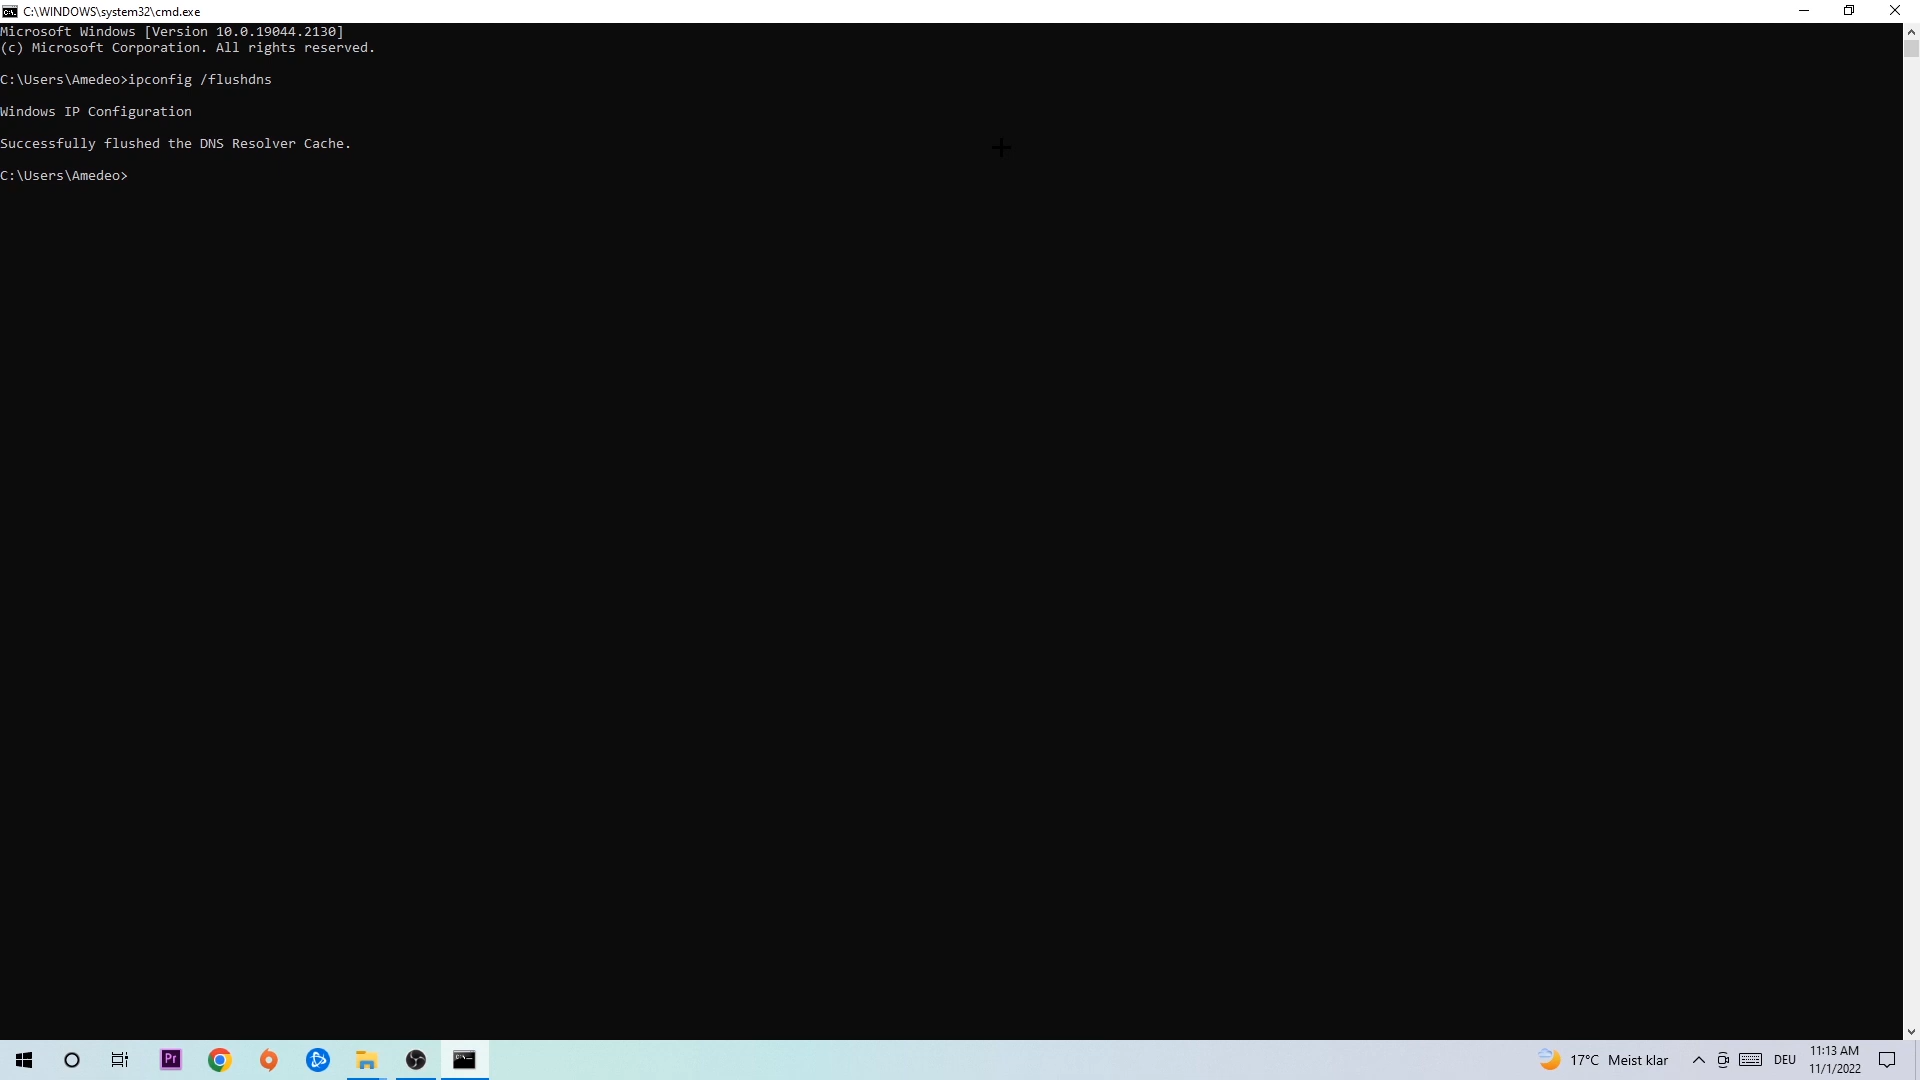 C:\WINDOWS\system32\cmd.exe
Microsoft Windows [Version 10.0.19044.2130]
(c) Microsoft Corporation. All rights reserved.
C:\Users\Amedeo>ipconfig /flushdns
Windows IP Configuration
Successfully flushed the DNS Resolver Cache.
C:\Users\Amedeo>
Pr
17°C Meist klar
DEU
11:13 AM
11/1/2022